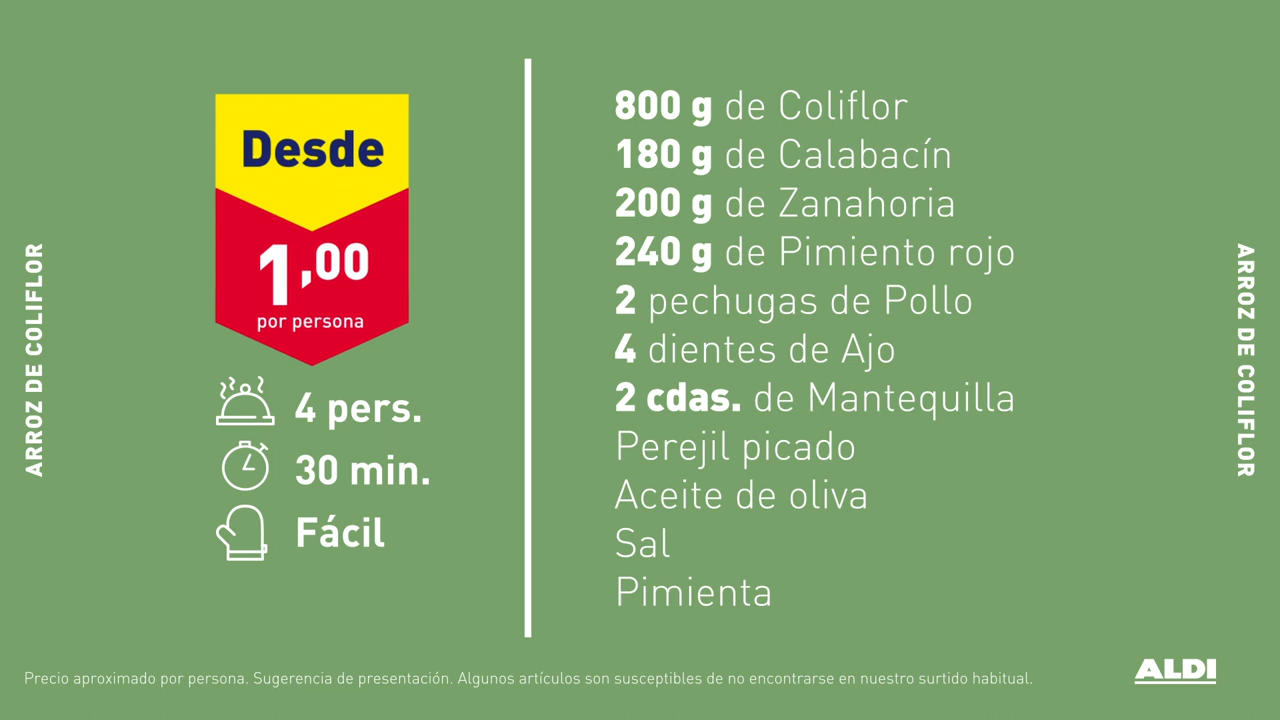 ARROZ DE COLIFLOR
Desde
1,00
por persona
4 pers.
30 min.
Fácil
800 g de Coliflor
180 g de Calabacín
200 g de Zanahoria
240 g de Pimiento rojo
2 pechugas de Pollo
4 dientes de Ajo
2 cdas. de Mantequilla
Perejil picado
Aceite de oliva
Sal
Pimienta
ARROZ DE COLIFLOR
Precio aproximado por persona. Sugerencia de presentación. Algunos artículos son susceptibles de no encontrarse en nuestro surtido habitual.
ALDI